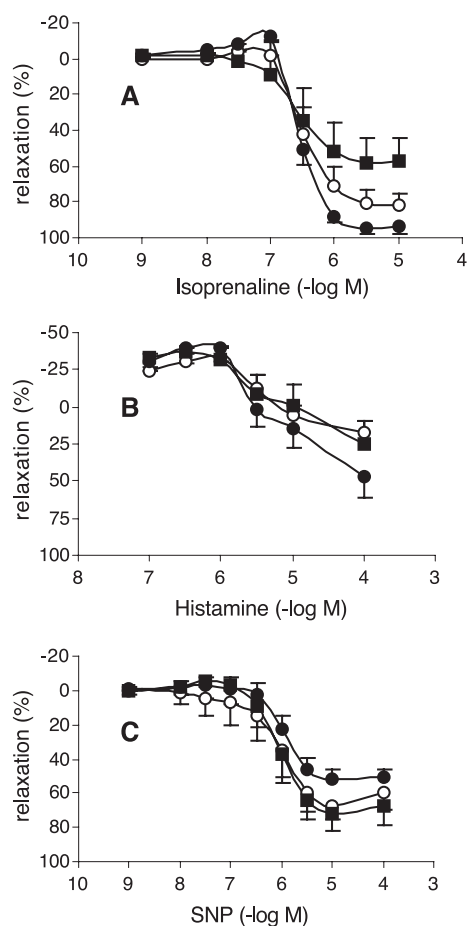 -20
0
20
40
60
80
100
relaxation (%)
A
10 9 8 7 6 5 4
Isoprenaline (-log M)
-50
-25
0
25
50
75
100
relaxation (%)
B
8 7 6 5 4 3
Histamine (-log M)
-20
0
20
40
60
80
100
relaxation (%)
C
10 9 8 7 6 5 4 3
SNP (-log M)